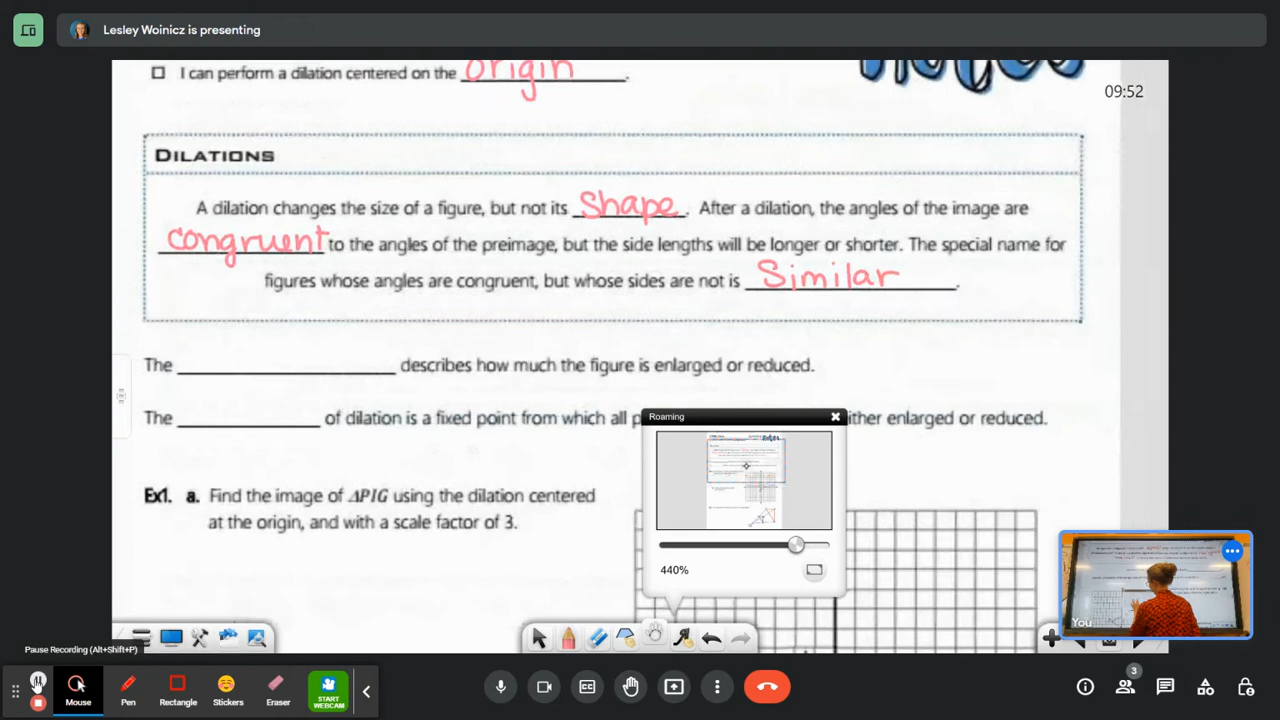 Lesley Woinicz is presenting
I can perform a dilation centered on the origin.
notes
09:52
DILATIONS
A dilation changes the size of a figure, but not its shape. After a dilation, the angles of the image are
congruent to the angles of the preimage, but the side lengths will be longer or shorter. The special name for
figures whose angles are congruent, but whose sides are not is Similar.
The ____ describes how much the figure is enlarged or reduced.
Roaming
The ____ of dilation is a fixed point from which all p ither enlarged or reduced.
Ex1. a. Find the image of ΔPIG using the dilation centered
at the origin, and with a scale factor of 3.
440%
You
Pause Recording (Alt+Shift+P)
Mouse
Pen
Rectangle
Stickers
Eraser
START
WEBCAM
3